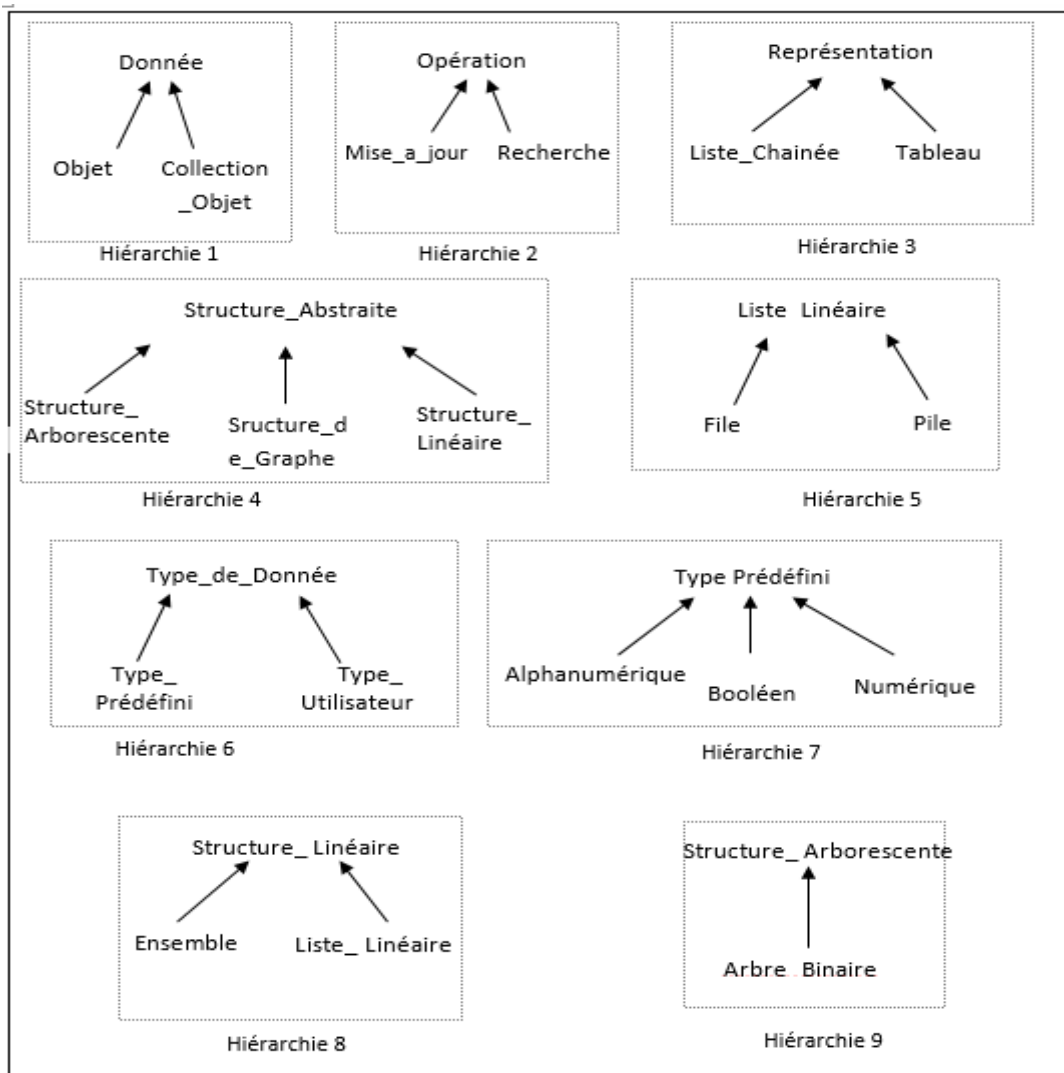 Donnée
Objet
Collection
_Objet
Hiérarchie 1
Opération
Mise_a_jour
Recherche
Hiérarchie 2
Représentation
Liste_Chainée
Tableau
Hiérarchie 3
Structure_Abstraite
Structure_
Arborescente
Sructure_d
e_Graphe
Structure_
Linéaire
Hiérarchie 4
Liste Linéaire
File
Pile
Hiérarchie 5
Type_de_Donnée
Type_
Prédéfini
Type_
Utilisateur
Hiérarchie 6
Type Prédéfini
Alphanumérique
Booléen
Numérique
Hiérarchie 7
Structure_ Linéaire
Ensemble
Liste_ Linéaire
Hiérarchie 8
Structure_ Arborescente
Arbre Binaire
Hiérarchie 9